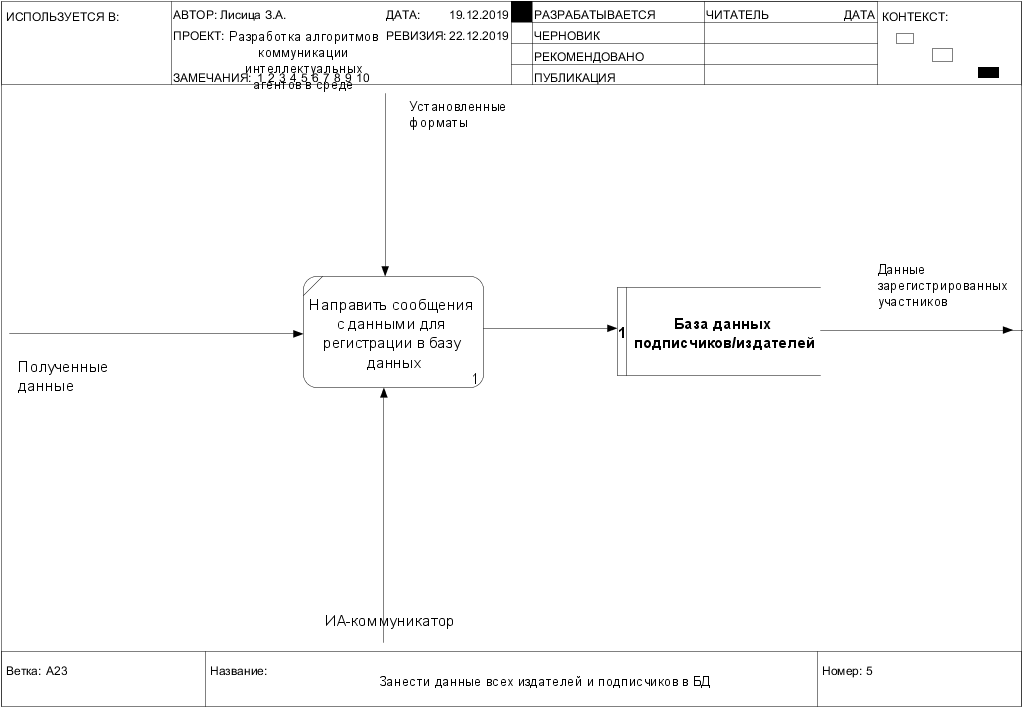 ИСПОЛЬЗУЕТСЯ В:
АВТОР: Лисица З.А.
ДАТА: 19.12.2019
РАЗРАБАТЫВАЕТСЯ
ЧИТАТЕЛЬ
ДАТА
КОНТЕКСТ:
ПРОЕКТ: Разработка алгоритмов
коммуникации
интеллектуальных
агентов в среде
РЕВИЗИЯ: 22.12.2019
ЧЕРНОВИК
РЕКОМЕНДОВАНО
ЗАМЕЧАНИЯ: 1 2 3 4 5 6 7 8 9 10
ПУБЛИКАЦИЯ
Установленные
форматы
Данные
зарегистрированных
участников
Направить сообщения
с данными для
регистрации в базу
данных
1
1
База данных
подписчиков/издателей
Полученные
данные
ИА-коммуникатор
Ветка: A23
Название:
Занести данные всех издателей и подписчиков в БД
Номер: 5